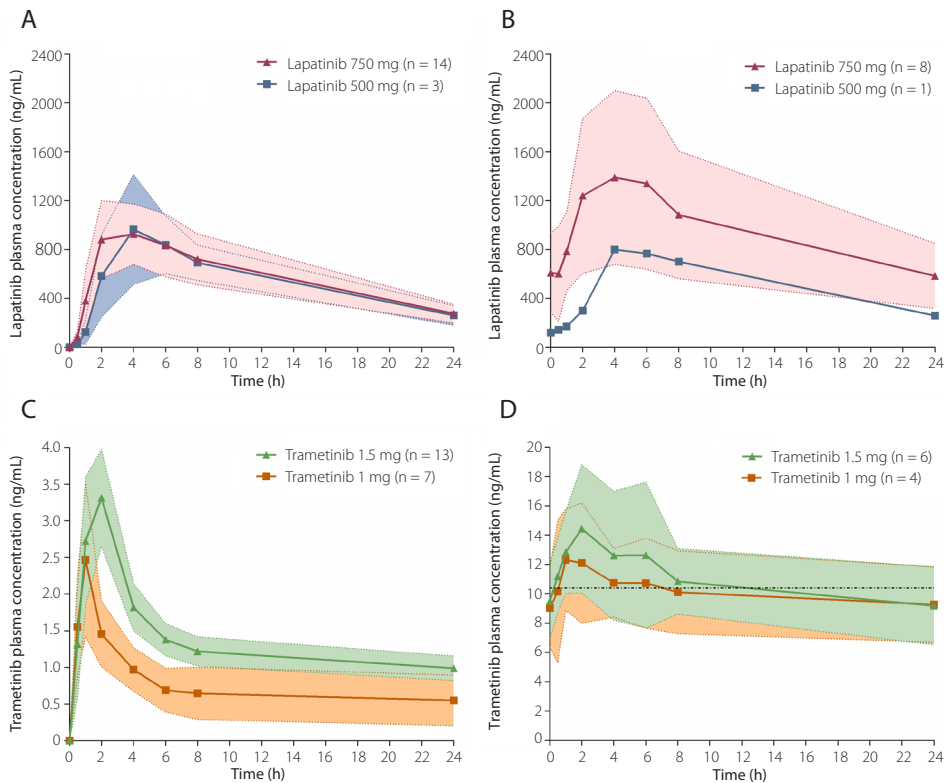 A
Lapatinib plasma concentration (ng/mL)
2400
2000
1600
1200
800
400
0
Lapatinib 750 mg (n = 14)
Lapatinib 500 mg (n = 3)
0 2 4 6 8 10 12 14 16 18 20 22 24
Time (h)
B
Lapatinib plasma concentration (ng/mL)
2400
2000
1600
1200
800
400
0
Lapatinib 750 mg (n = 8)
Lapatinib 500 mg (n = 1)
0 2 4 6 8 10 12 14 16 18 20 22 24
Time (h)
C
Trametinib plasma concentration (ng/mL)
4.0
3.5
3.0
2.5
2.0
1.5
1.0
0.5
0
Trametinib 1.5 mg (n = 13)
Trametinib 1 mg (n = 7)
0 2 4 6 8 10 12 14 16 18 20 22 24
Time (h)
D
Trametinib plasma concentration (ng/mL)
20
18
16
14
12
10
8
6
4
2
0
Trametinib 1.5 mg (n = 6)
Trametinib 1 mg (n = 4)
0 2 4 6 8 10 12 14 16 18 20 22 24
Time (h)